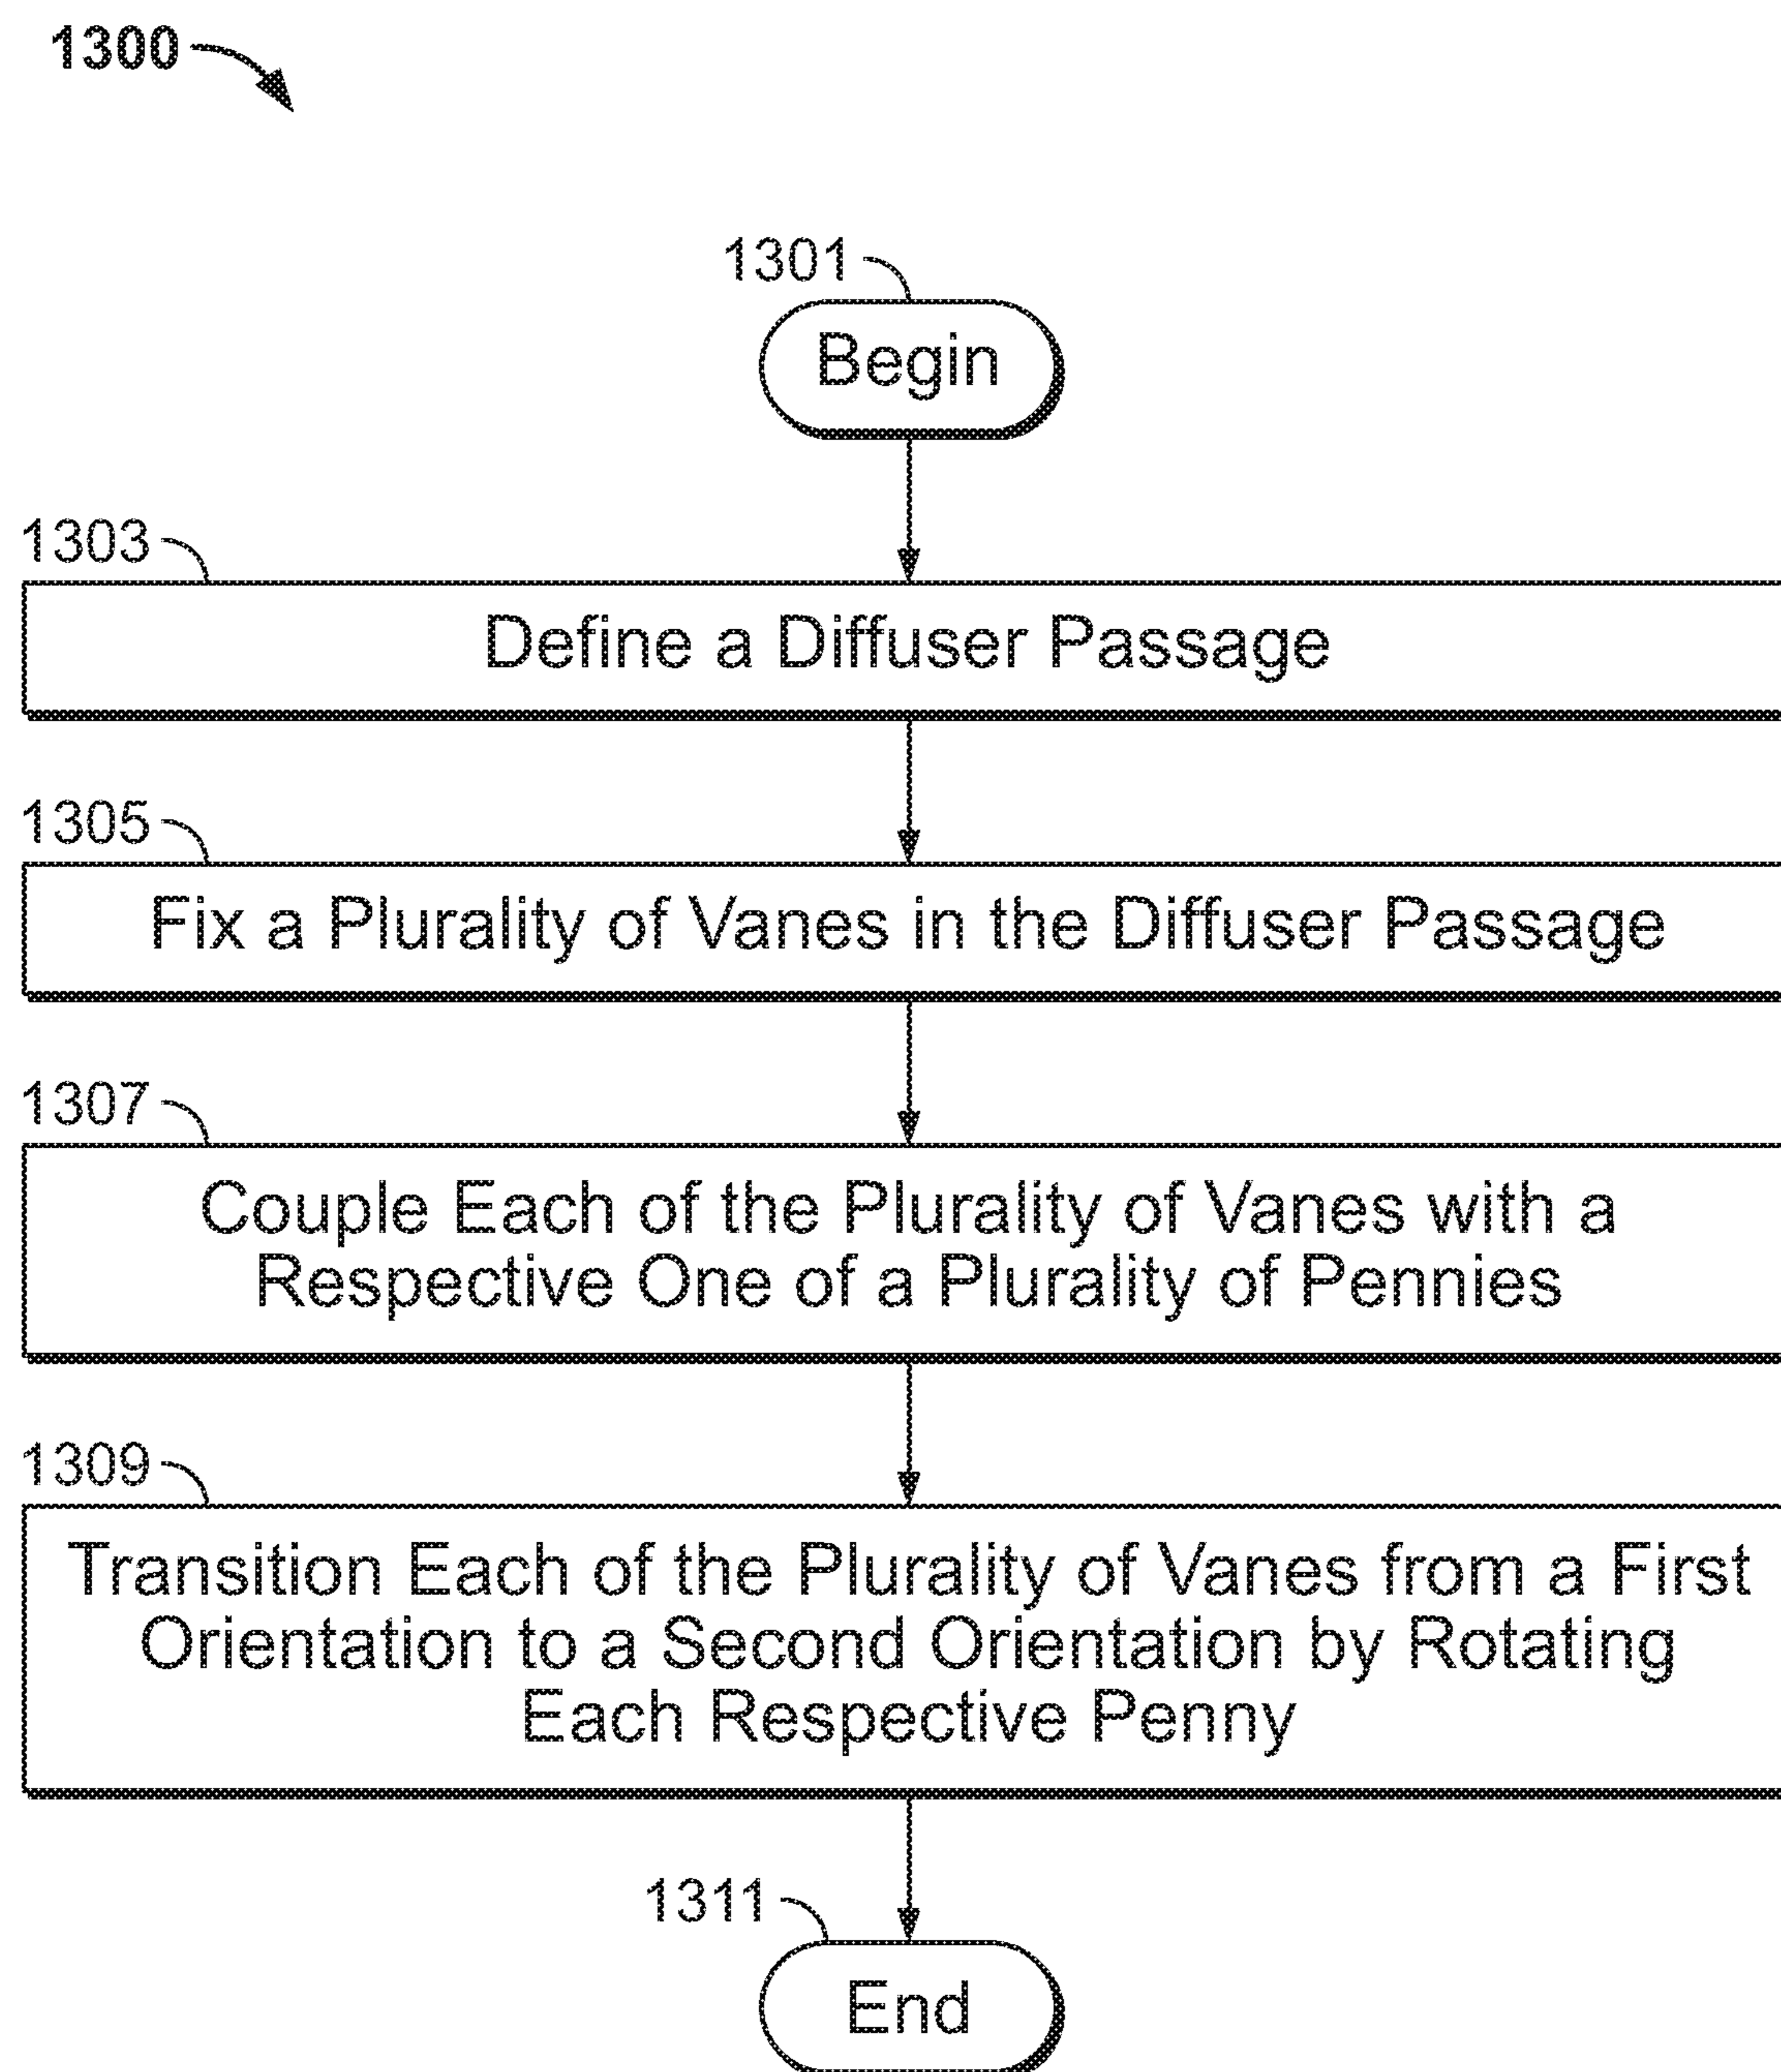 1300
1301
Begin
1303
Define a Diffuser Passage
1305
Fix a Plurality of Vanes in the Diffuser Passage
1307
Couple Each of the Plurality of Vanes with a
Respective One of a Plurality of Pennies
1309
Transition Each of the Plurality of Vanes from a First
Orientation to a Second Orientation by Rotating
Each Respective Penny
1311
End